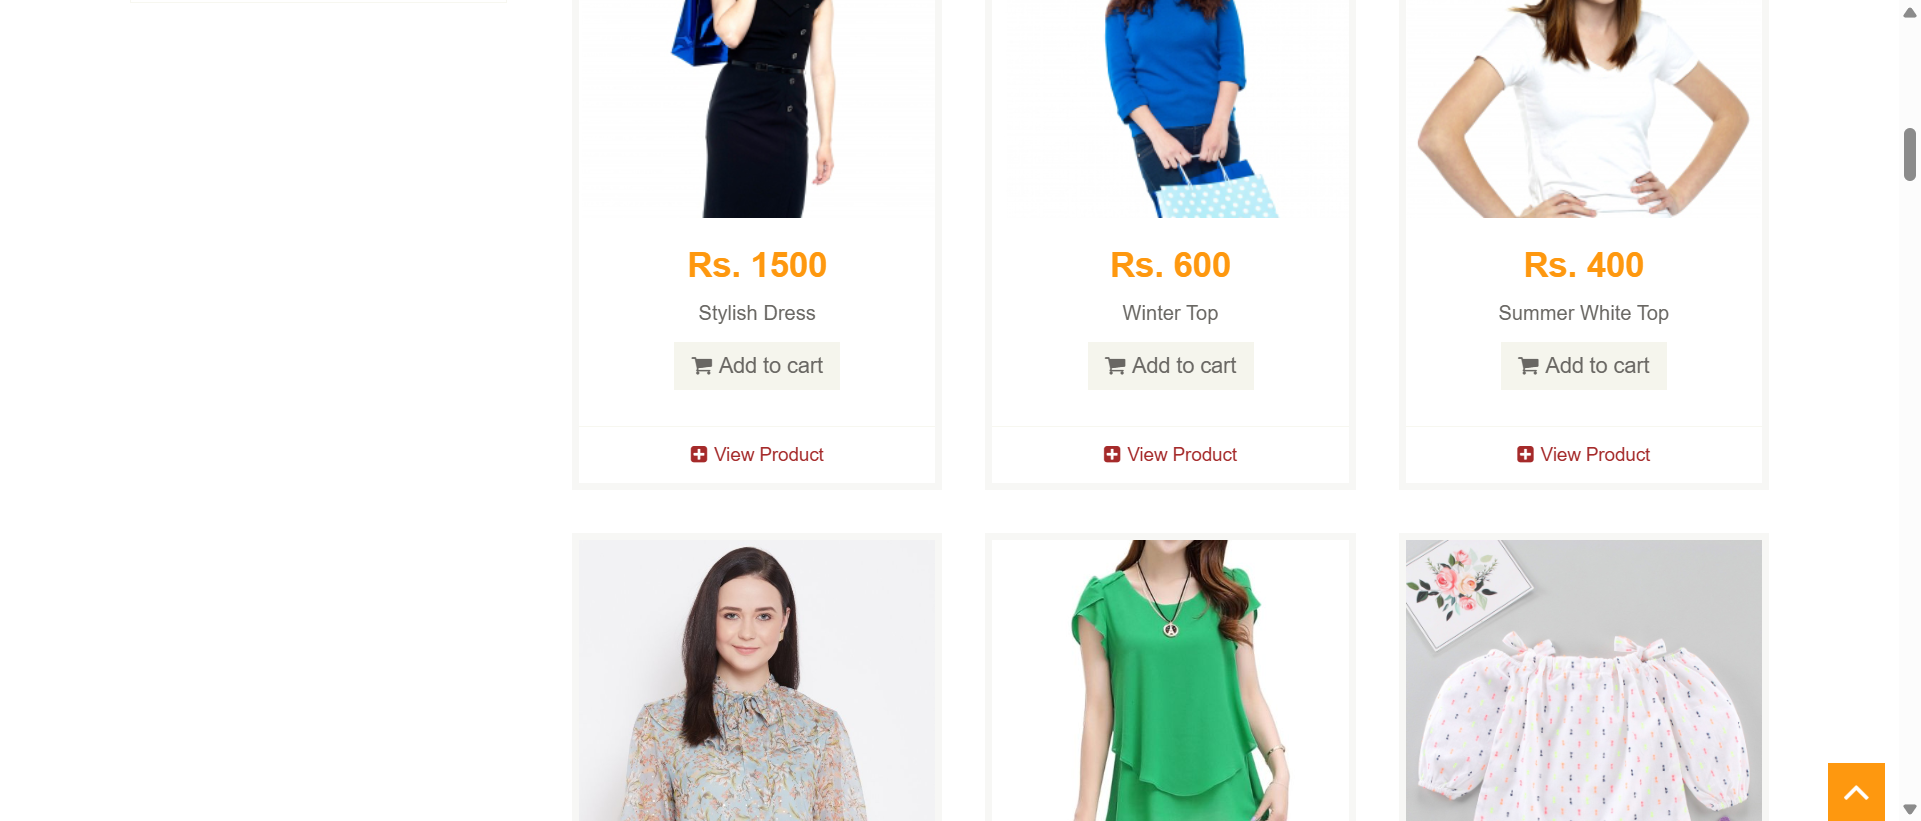 Rs. 1500
Stylish Dress
Add to cart
View Product
Rs. 600
Winter Top
Add to cart
View Product
Rs. 400
Summer White Top
Add to cart
View Product